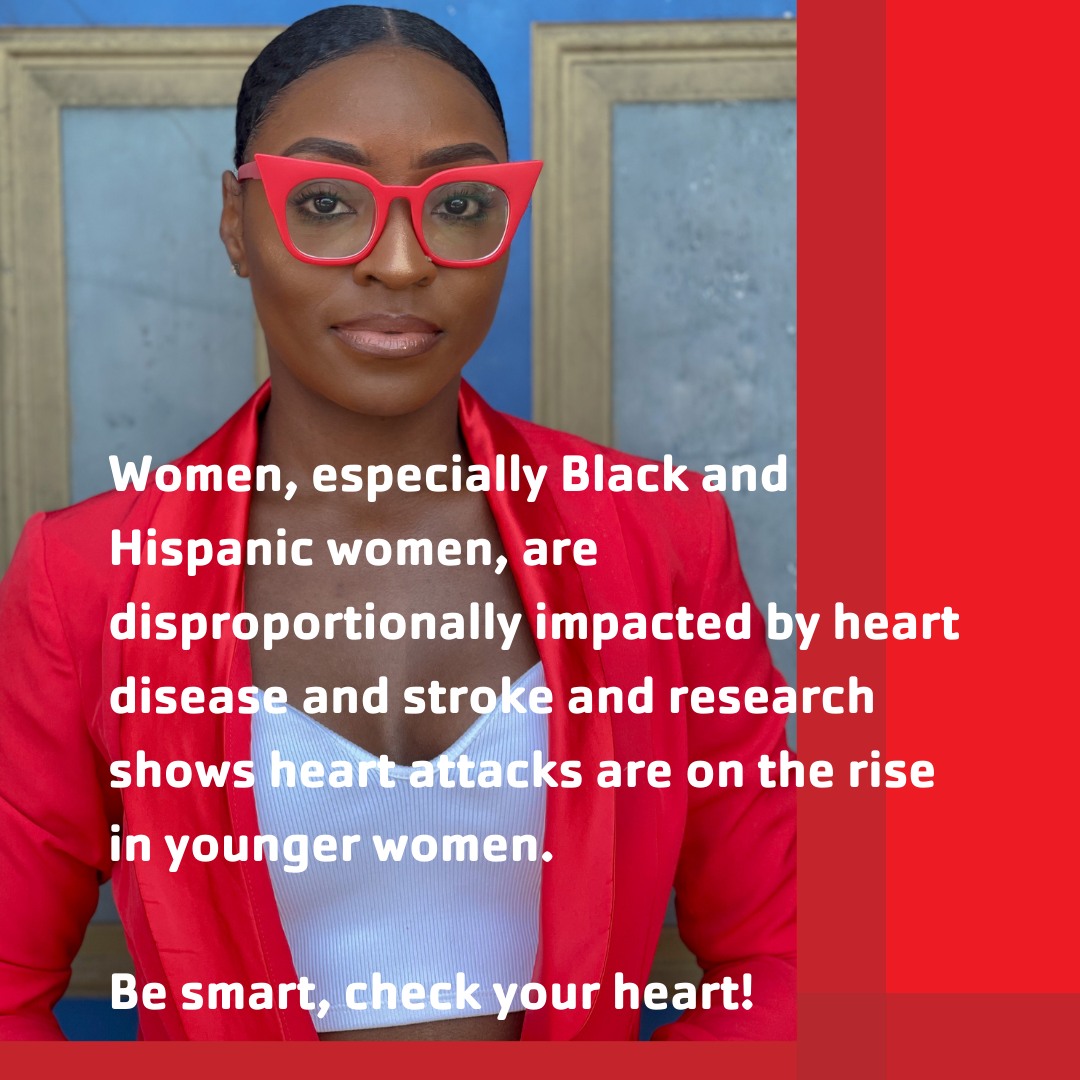 Women, especially Black and
Hispanic women, are
disproportionally impacted by heart
disease and stroke and research
shows heart attacks are on the rise
in younger women.
Be smart, check your heart!